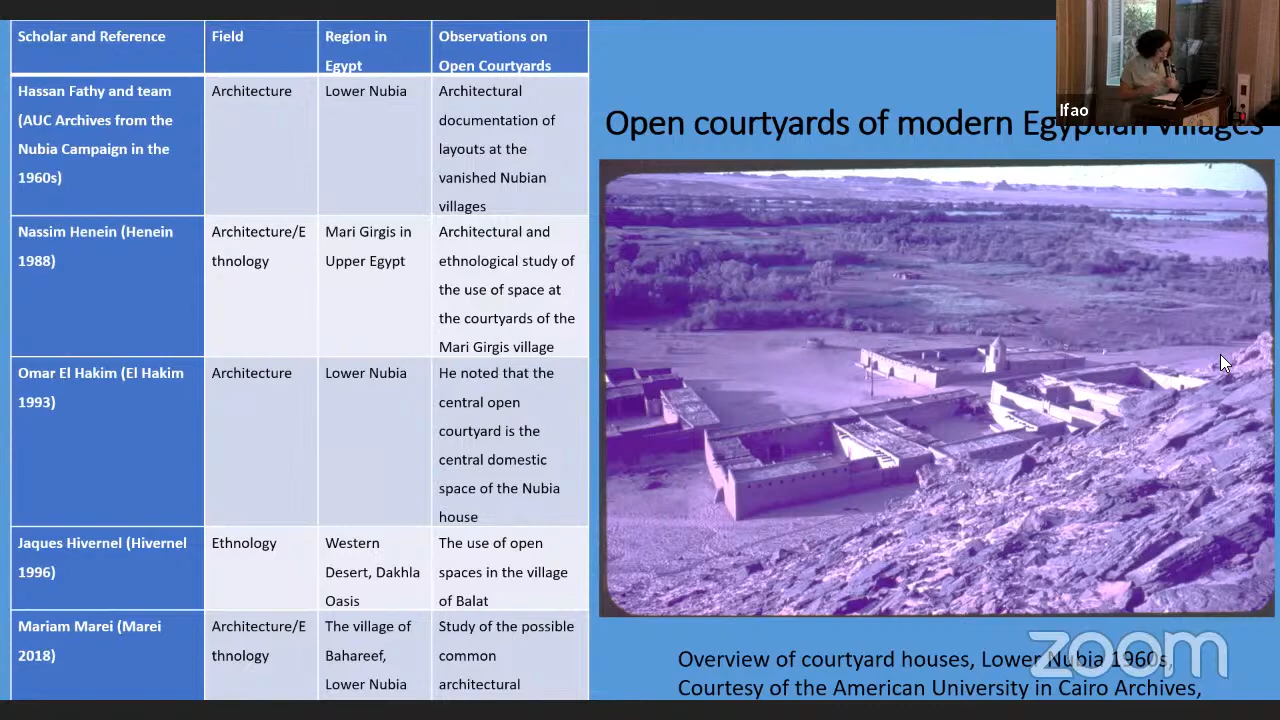 Scholar and Reference
Field
Region in
Egypt
Observations on
Open Courtyards
Hassan Fathy and team
(AUC Archives from the
Nubia Campaign in the
1960s)
Architecture
Lower Nubia
Architectural
documentation of
layouts at the
vanished Nubian
villages
Nassim Henein (Henein
1988)
Architecture/E
thnology
Mari Girgis in
Upper Egypt
Architectural and
ethnological study of
the use of space at
the courtyards of the
Mari Girgis village
Omar El Hakim (El Hakim
1993)
Architecture
Lower Nubia
He noted that the
central open
courtyard is the
central domestic
space of the Nubia
house
Jaques Hivernel (Hivernel
1996)
Ethnology
Western
Desert, Dakhla
Oasis
The use of open
spaces in the village
of Balat
Mariam Marei (Marei
2018)
Architecture/E
thnology
The village of
Bahareef,
Lower Nubia
Study of the possible
common
architectural
Ifao
Open courtyards of modern Egyptian villages
Overview of courtyard houses, Lower Nubia 1960s,
Courtesy of the American University in Cairo Archives,
zoom